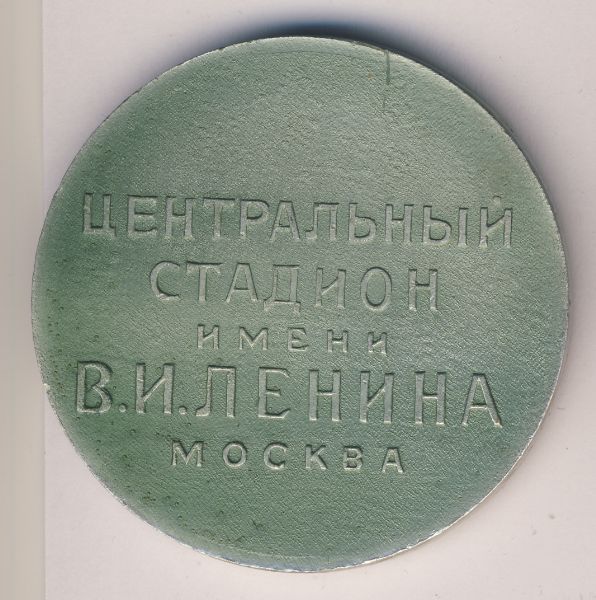 ЦЕНТРАЛЬНЫЙ
СТАДИОН
ИМЕНИ
В.И.ЛЕНИНА
МОСКВА